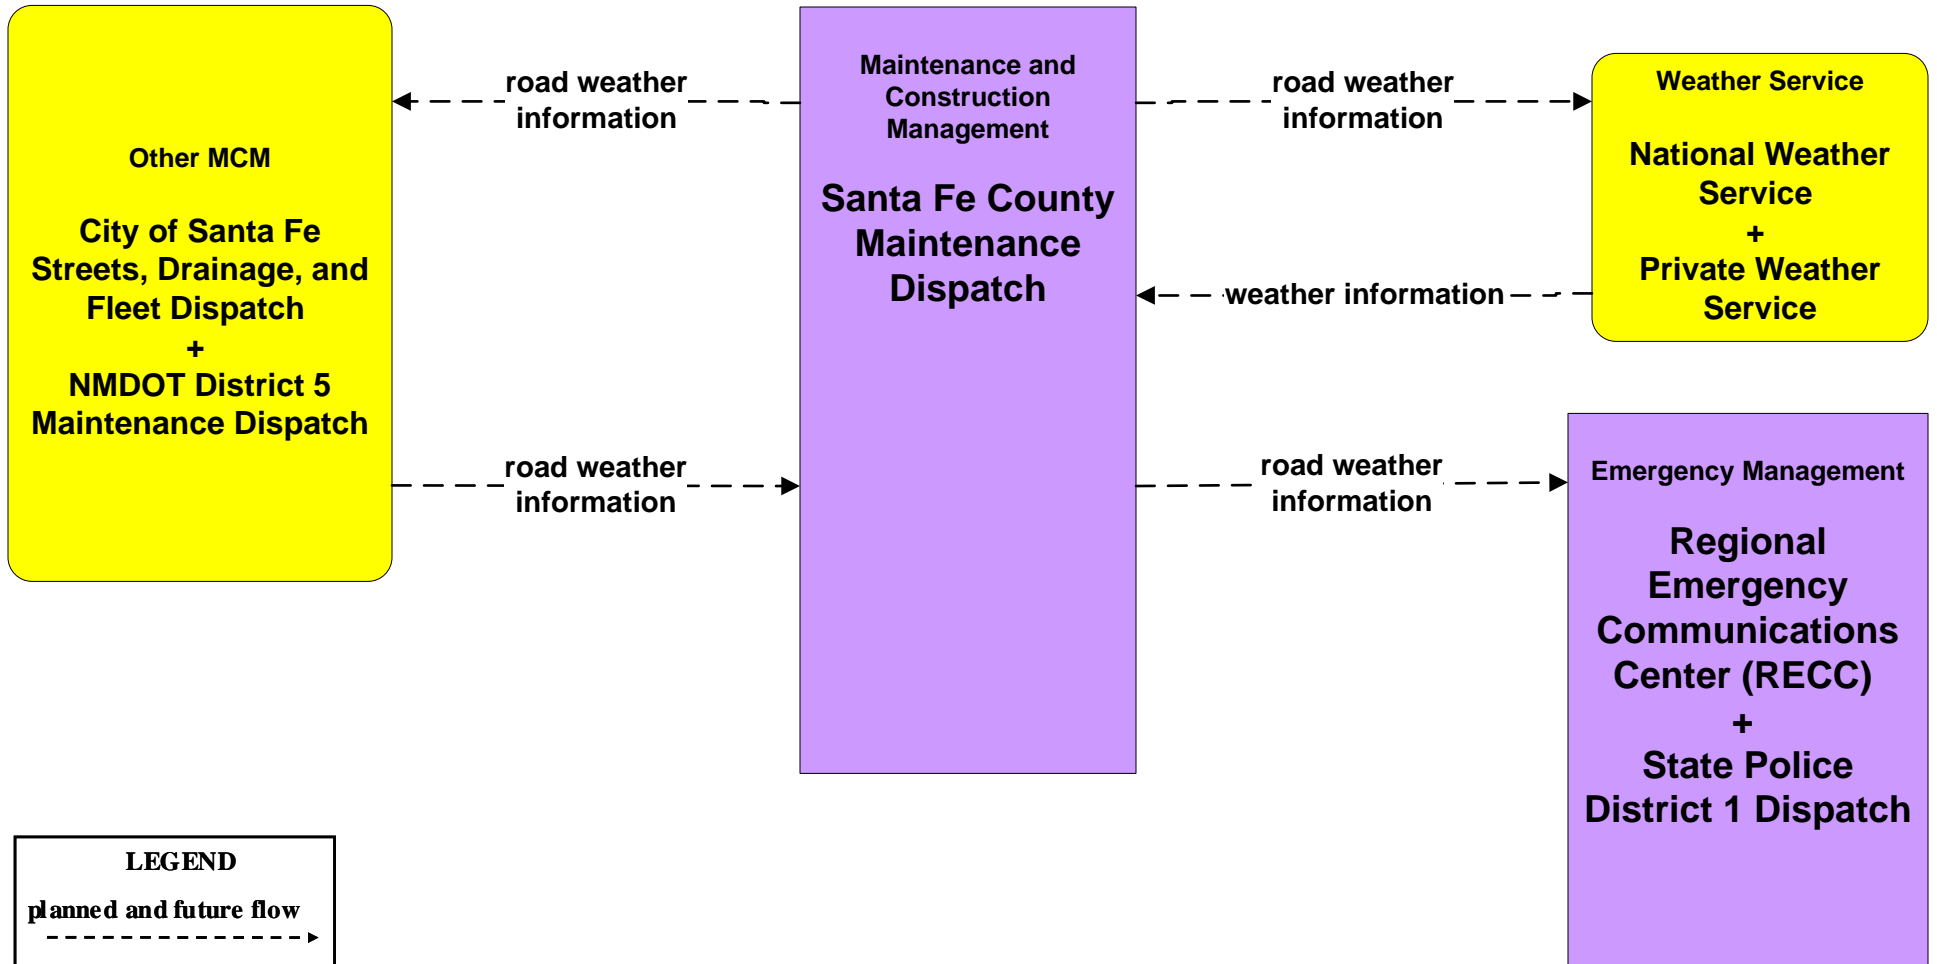 Other MCM
City of Santa Fe
Streets, Drainage, and
Fleet Dispatch
+
NMDOT District 5
Maintenance Dispatch
road weather
information
road weather
information
Maintenance and
Construction
Management
Santa Fe County
Maintenance
Dispatch
road weather
information
weather information
road weather
information
Weather Service
National Weather
Service
+
Private Weather
Service
Emergency Management
Regional
Emergency
Communications
Center (RECC)
+
State Police
District 1 Dispatch
LEGEND
planned and future flow